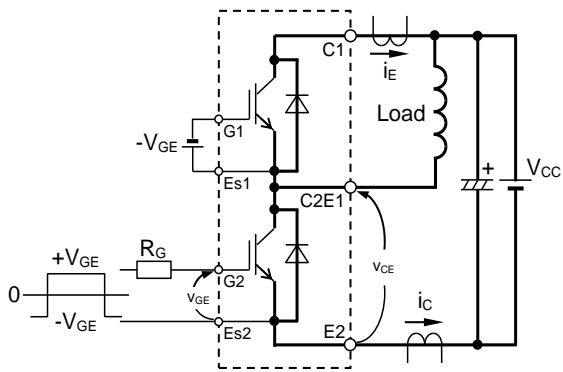 C1
iE
Load
G1
-VGE
Es1
+
VCC
C2E1
RG
+VGE
vCE
0
vGE
G2
-VGE
iC
Es2
E2